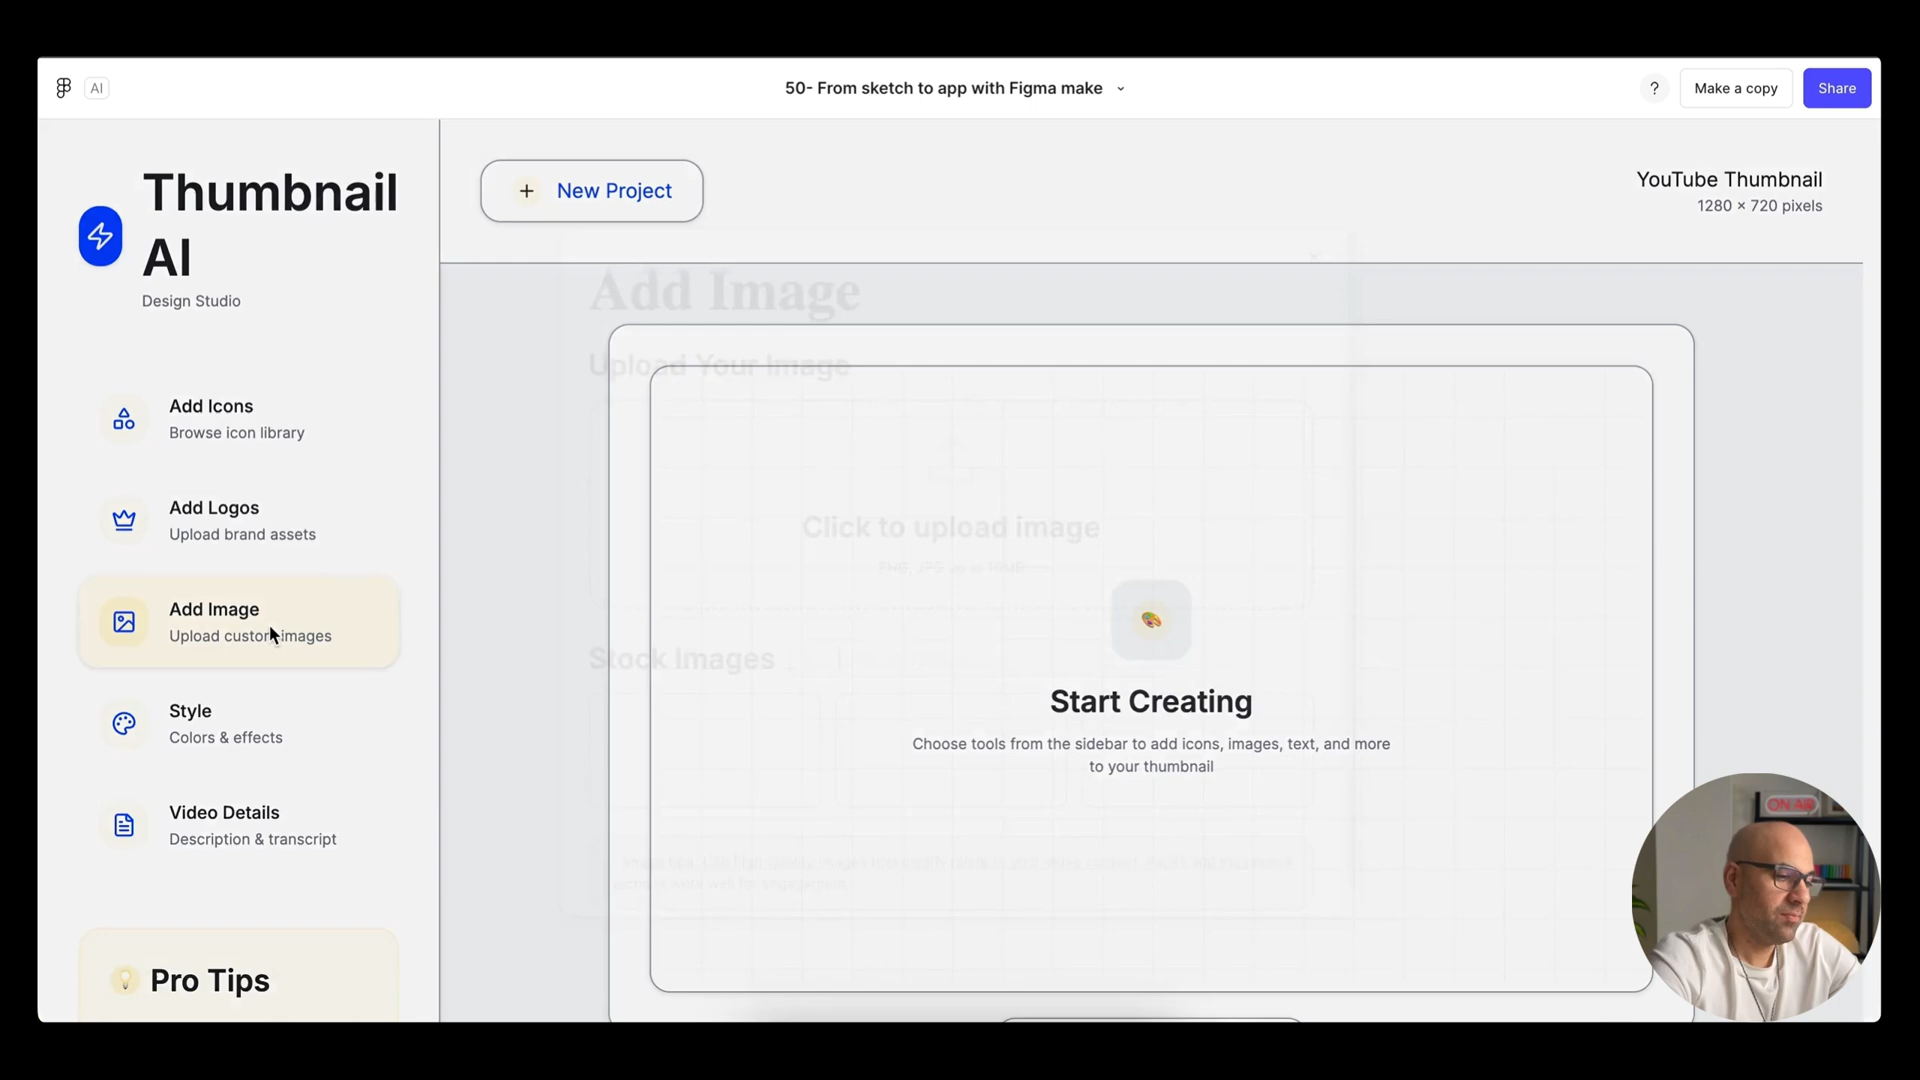 AI
50- From sketch to app with Figma make
?
Make a copy
Share
Thumbnail
AI
Design Studio
New Project
YouTube Thumbnail
1280 × 720 pixels
Add Icons
Browse icon library
Add Logos
Upload brand assets
Add Image
Upload custom images
Style
Colors & effects
Video Details
Description & transcript
Pro Tips
Add Image
Upload Your Image
Click to upload image
Stock Images
Start Creating
Choose tools from the sidebar to add icons, images, text, and more
to your thumbnail
ON AIR